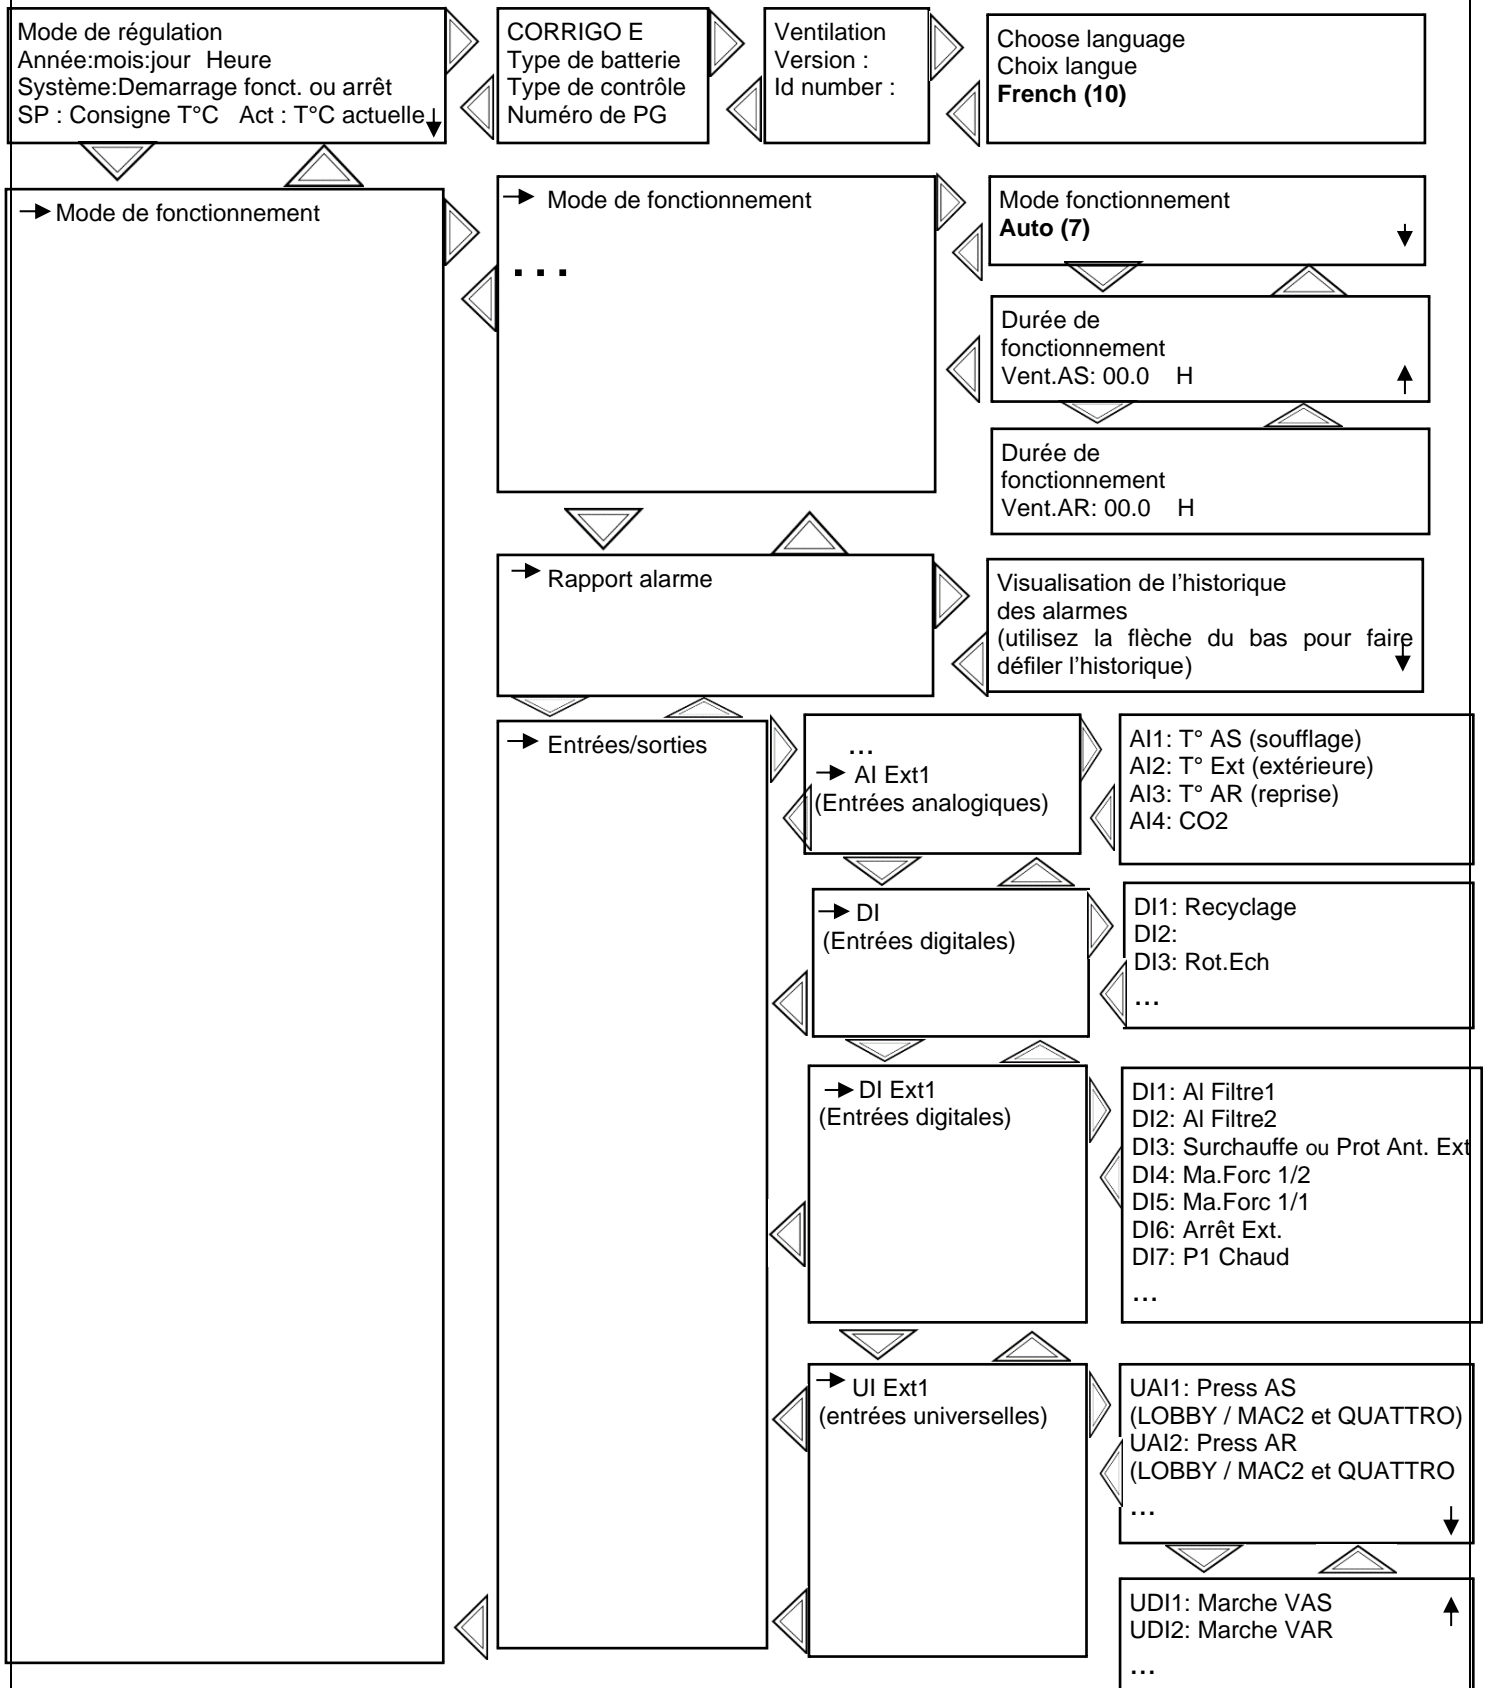 Mode de régulation
Année:mois:jour Heure
Système:Demarrage fonct. ou arrêt
SP : Consigne T°C Act : T°C actuelle
CORRIGO E
Type de batterie
Type de contrôle
Numéro de PG
Ventilation
Version :
Id number :
Choose language
Choix langue
French (10)
Mode de fonctionnement
Mode de fonctionnement
...
Mode fonctionnement
Auto (7)
Durée de
fonctionnement
Vent.AS: 00.0 H
Durée de
fonctionnement
Vent.AR: 00.0 H
Rapport alarme
Visualisation de l’historique
des alarmes
(utilisez la flèche du bas pour faire
défiler l’historique)
Entrées/sorties
...
AI Ext1
(Entrées analogiques)
AI1: T° AS (soufflage)
AI2: T° Ext (extérieure)
AI3: T° AR (reprise)
AI4: CO2
DI
(Entrées digitales)
DI1: Recyclage
DI2:
DI3: Rot.Ech
...
DI Ext1
(Entrées digitales)
DI1: Al Filtre1
DI2: Al Filtre2
DI3: Surchauffe ou Prot Ant. Ext
DI4: Ma.Forc 1/2
DI5: Ma.Forc 1/1
DI6: Arrêt Ext.
DI7: P1 Chaud
...
UI Ext1
(entrées universelles)
UAI1: Press AS
(LOBBY / MAC2 et QUATTRO)
UAI2: Press AR
(LOBBY / MAC2 et QUATTRO
...
UDI1: Marche VAS
UDI2: Marche VAR
...